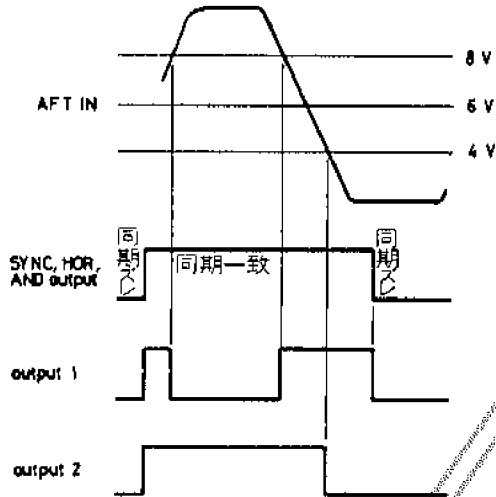 8 V
AFT IN
6 V
4 V
同期ズレ
SYNC, HOR,
AND output
同期一致
同期ズレ
output 1
output 2